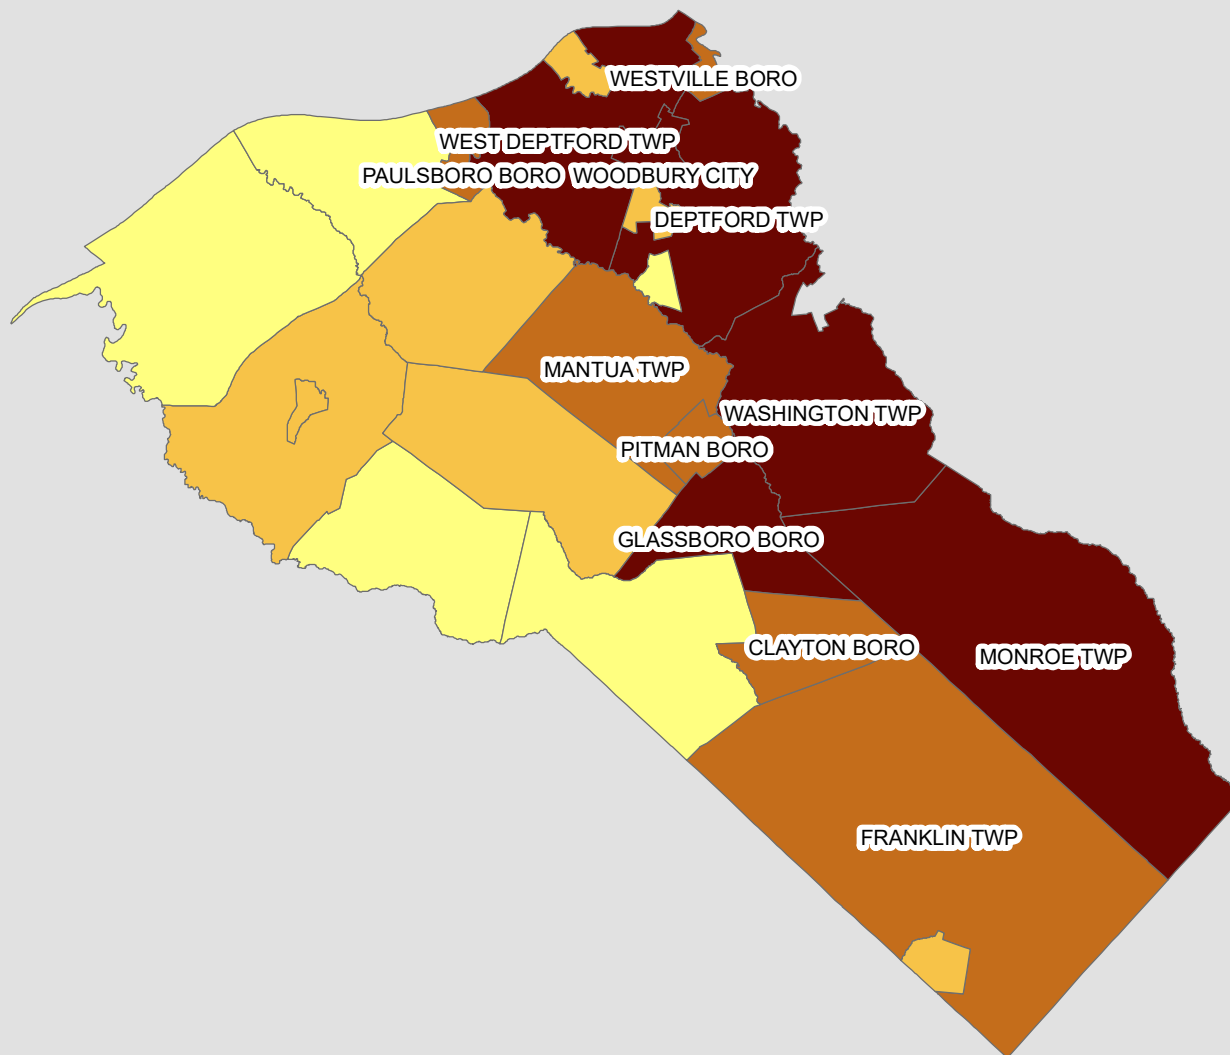 WESTVILLE BORO
WEST DEPTFORD TWP
PAULSBORO BORO
WOODBURY CITY
DEPTFORD TWP
MANTUA TWP
WASHINGTON TWP
PITMAN BORO
GLASSBORO BORO
CLAYTON BORO
MONROE TWP
FRANKLIN TWP